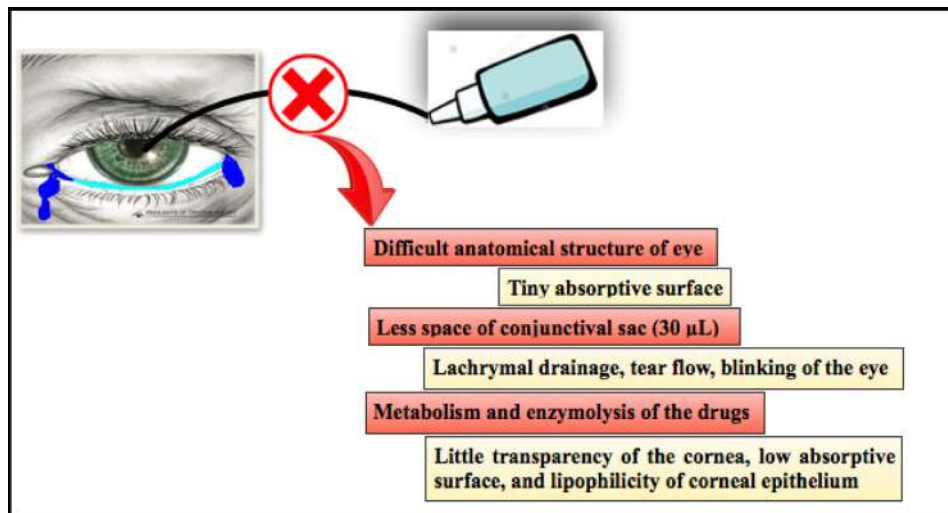 Difficult anatomical structure of eye
Tiny absorptive surface
Less space of conjunctival sac (30 µL)
Lachrymal drainage, tear flow, blinking of the eye
Metabolism and enzymolysis of the drugs
Little transparency of the cornea, low absorptive
surface, and lipophilicity of corneal epithelium